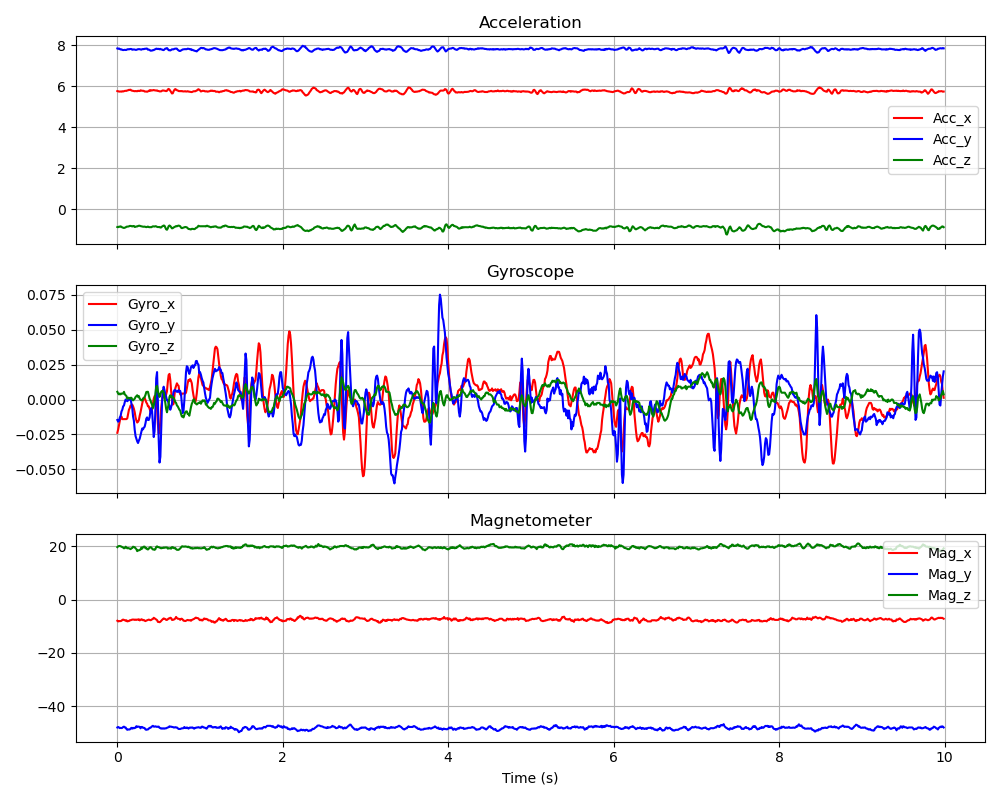 Acceleration
8
6
4
2
0
Acc_x
Acc_y
Acc_z
Gyroscope
0.075
0.050
0.025
0.000
−0.025
−0.050
Gyro_x
Gyro_y
Gyro_z
Magnetometer
20
0
−20
−40
Mag_x
Mag_y
Mag_z
0 2 4 6 8 10
Time (s)